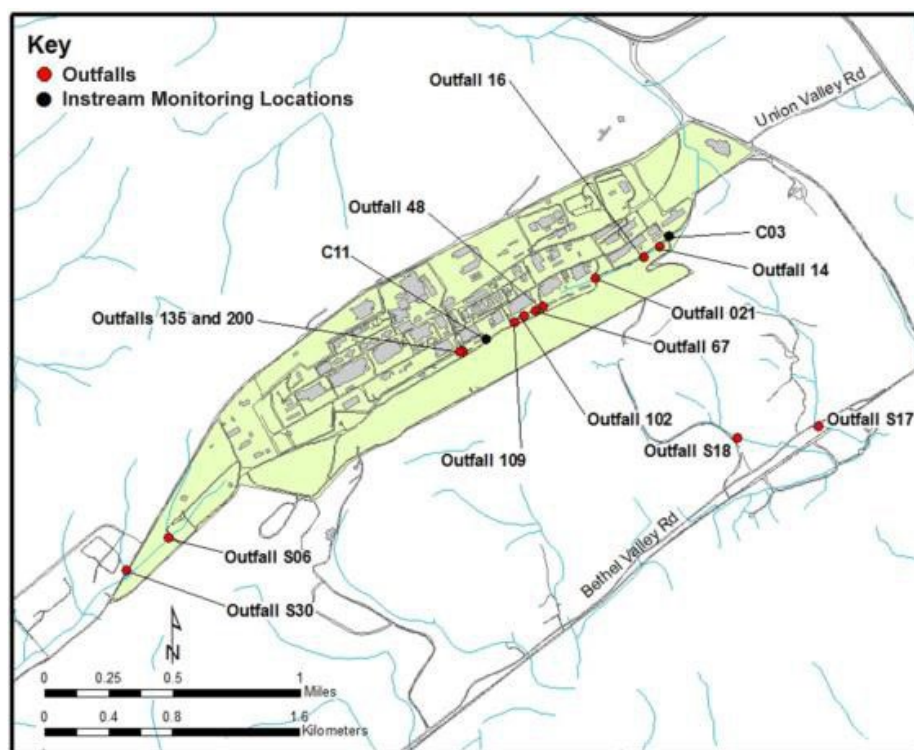 Key
Outfalls
Instream Monitoring Locations
Outfall 16
Union Valley Rd
Outfall 48
C11
C03
Outfall 14
Outfalls 135 and 200
Outfall 021
Outfall 67
Outfall 102
Outfall S17
Outfall 109
Outfall S18
Bethel Valley Rd
Outfall S06
Outfall S30
N
0 0.25 0.5 1
Miles
0 0.4 0.8 1.6
Kilometers